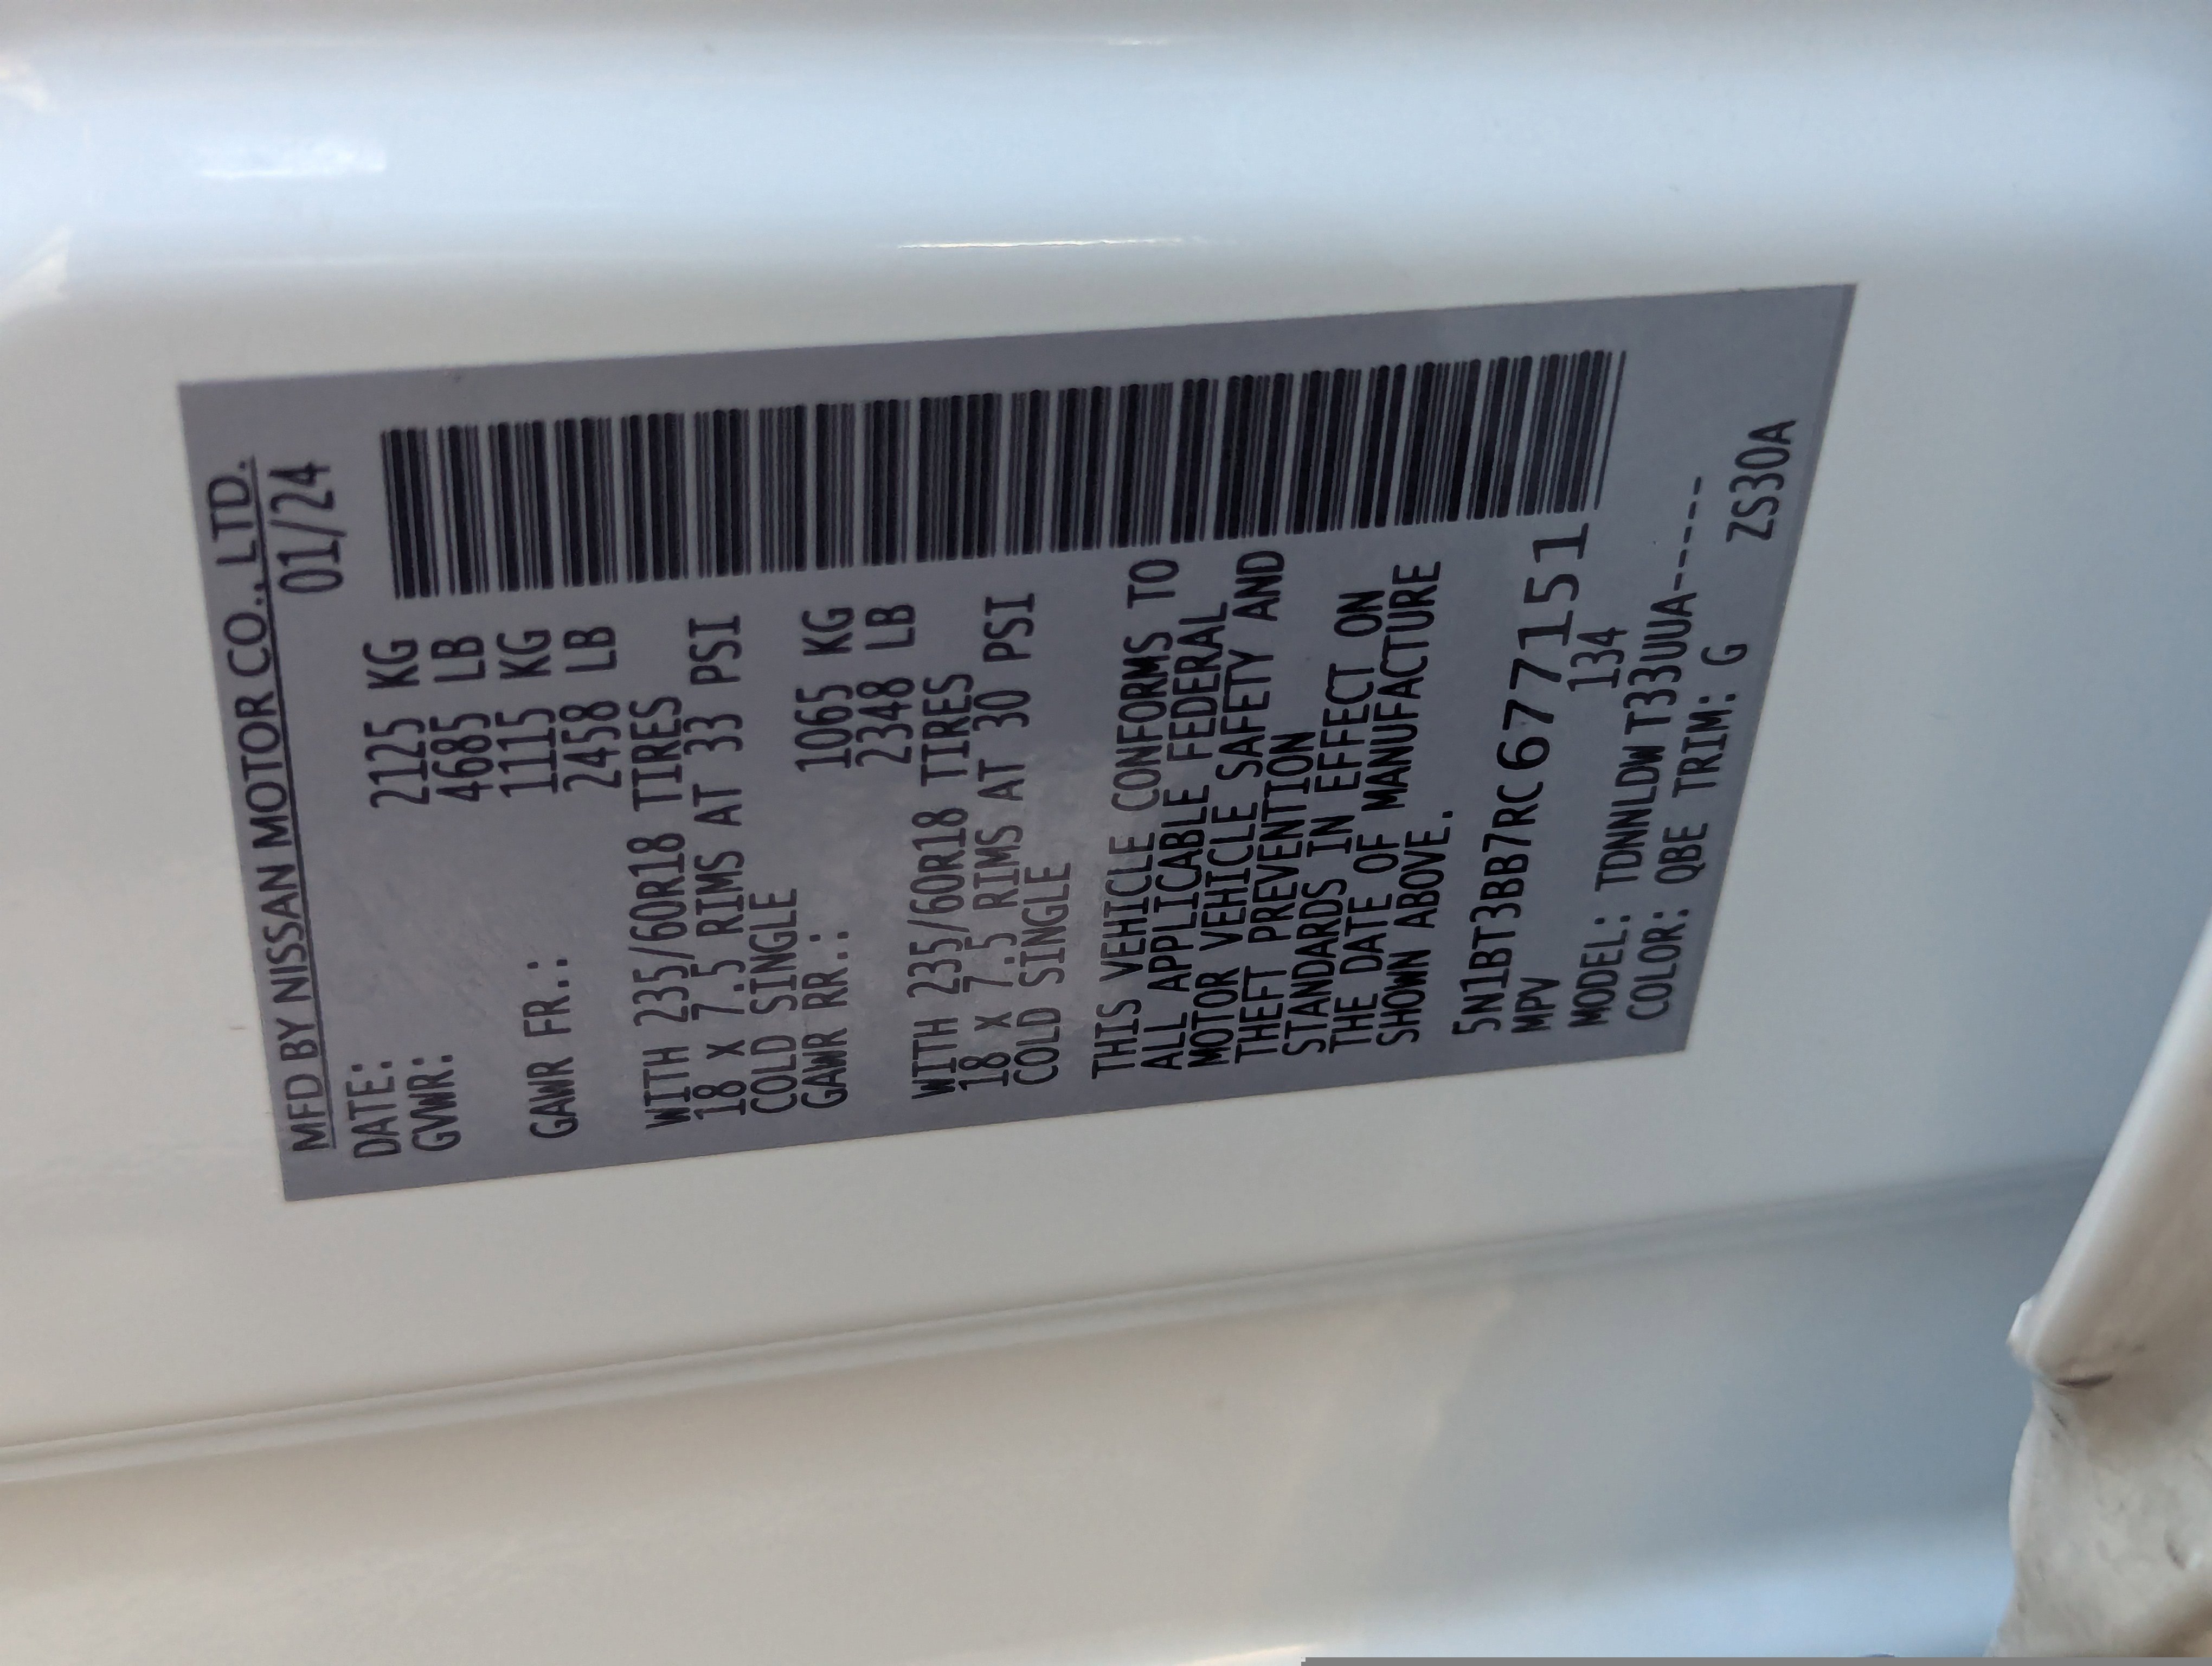 MFD BY NISSAN MOTOR CO., LTD.
DATE: 01/24
GVWR: 2125 KG
4685 LB
GAWR FR.: 1115 KG
2458 LB
WITH 235/60R18 TIRES
18 X 7.5 RIMS AT 33 PSI
COLD SINGLE
GAWR RR.: 1065 KG
2348 LB
WITH 235/60R18 TIRES
18 X 7.5 RIMS AT 30 PSI
COLD SINGLE
THIS VEHICLE CONFORMS TO
ALL APPLICABLE FEDERAL
MOTOR VEHICLE SAFETY AND
THEFT PREVENTION
STANDARDS IN EFFECT ON
THE DATE OF MANUFACTURE
SHOWN ABOVE.
5N1BT3BB7RC677151
MPV 134
MODEL: TDNNLDW T33UUA------
COLOR: QBE TRIM: G ZS30A